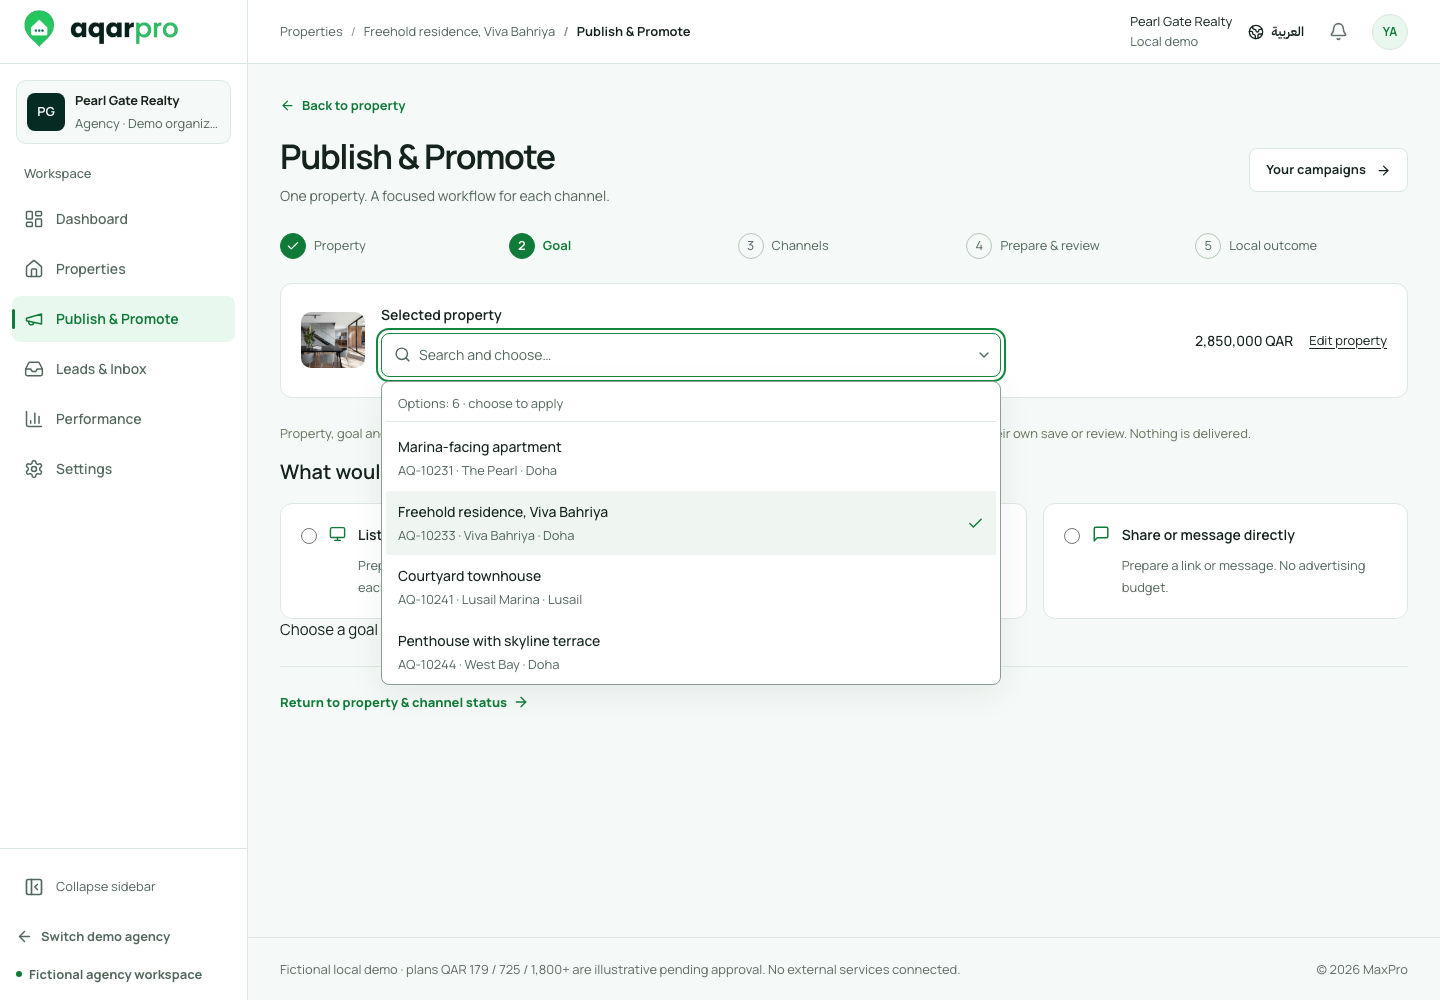 aqarpro
Properties / Freehold residence, Viva Bahriya / Publish & Promote
Pearl Gate Realty
Local demo
العربية
YA
PG
Pearl Gate Realty
Agency · Demo organiz...
Workspace
Dashboard
Properties
Publish & Promote
Leads & Inbox
Performance
Settings
Collapse sidebar
Switch demo agency
Fictional agency workspace
Back to property
Publish & Promote
One property. A focused workflow for each channel.
Your campaigns
Property
2 Goal
3 Channels
4 Prepare & review
5 Local outcome
Selected property
Search and choose...
2,850,000 QAR
Edit property
Options: 6 · choose to apply
Marina-facing apartment
AQ-10231 · The Pearl · Doha
Freehold residence, Viva Bahriya
AQ-10233 · Viva Bahriya · Doha
Courtyard townhouse
AQ-10241 · Lusail Marina · Lusail
Penthouse with skyline terrace
AQ-10244 · West Bay · Doha
Property, goal
own save or review. Nothing is delivered.
What
Share or message directly
Prepare a link or message. No advertising
budget.
Choose a goal
Return to property & channel status
Fictional local demo · plans QAR 179 / 725 / 1,800+ are illustrative pending approval. No external services connected.
© 2026 MaxPro